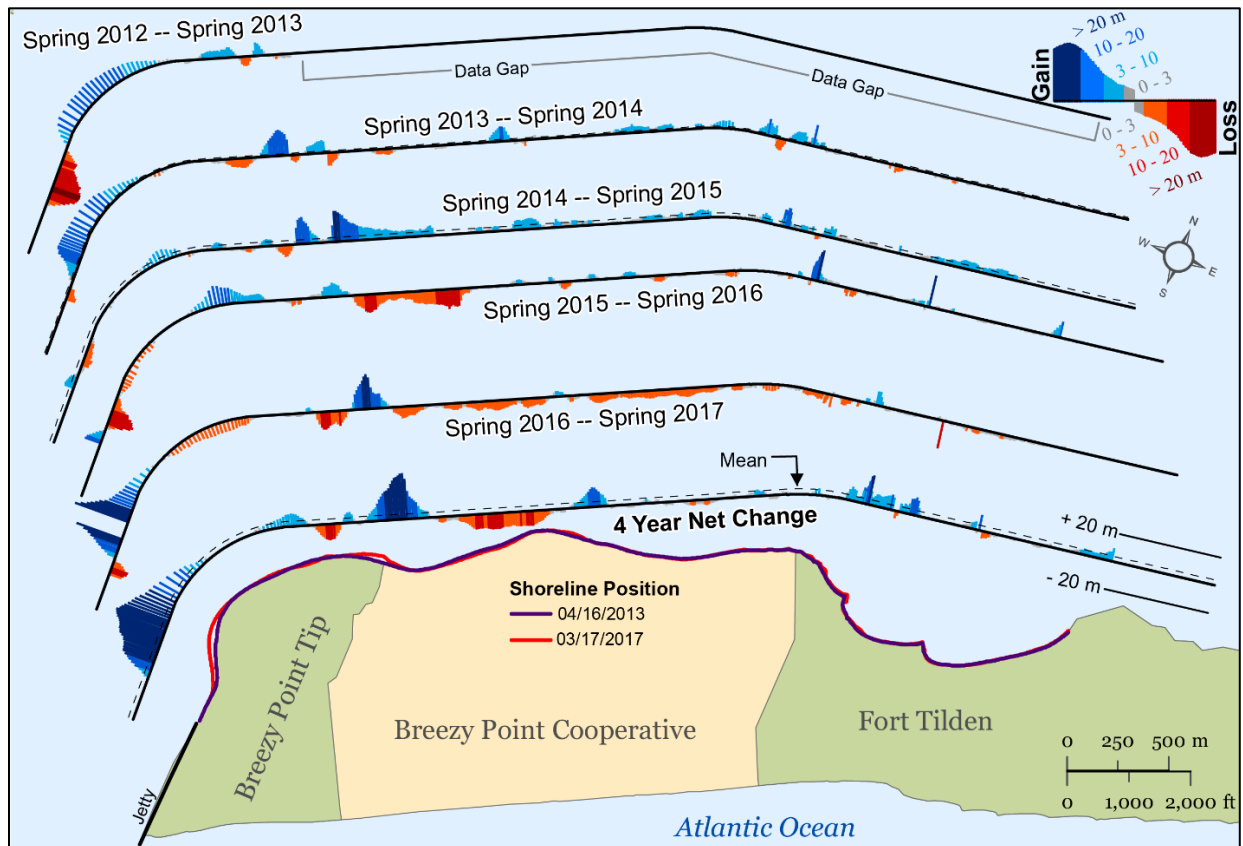 Spring 2012 -- Spring 2013
Data Gap
Data Gap
Gain
> 20 m
10 - 20
3 - 10
0 - 3
0 - 3
3 - 10
10 - 20
> 20 m
Loss
Spring 2013 -- Spring 2014
Spring 2014 -- Spring 2015
N
W
E
S
Spring 2015 -- Spring 2016
Spring 2016 -- Spring 2017
Mean
4 Year Net Change
+ 20 m
- 20 m
Shoreline Position
04/16/2013
03/17/2017
Breezy Point Tip
Breezy Point Cooperative
Fort Tilden
Jetty
0 250 500 m
0 1,000 2,000 ft
Atlantic Ocean